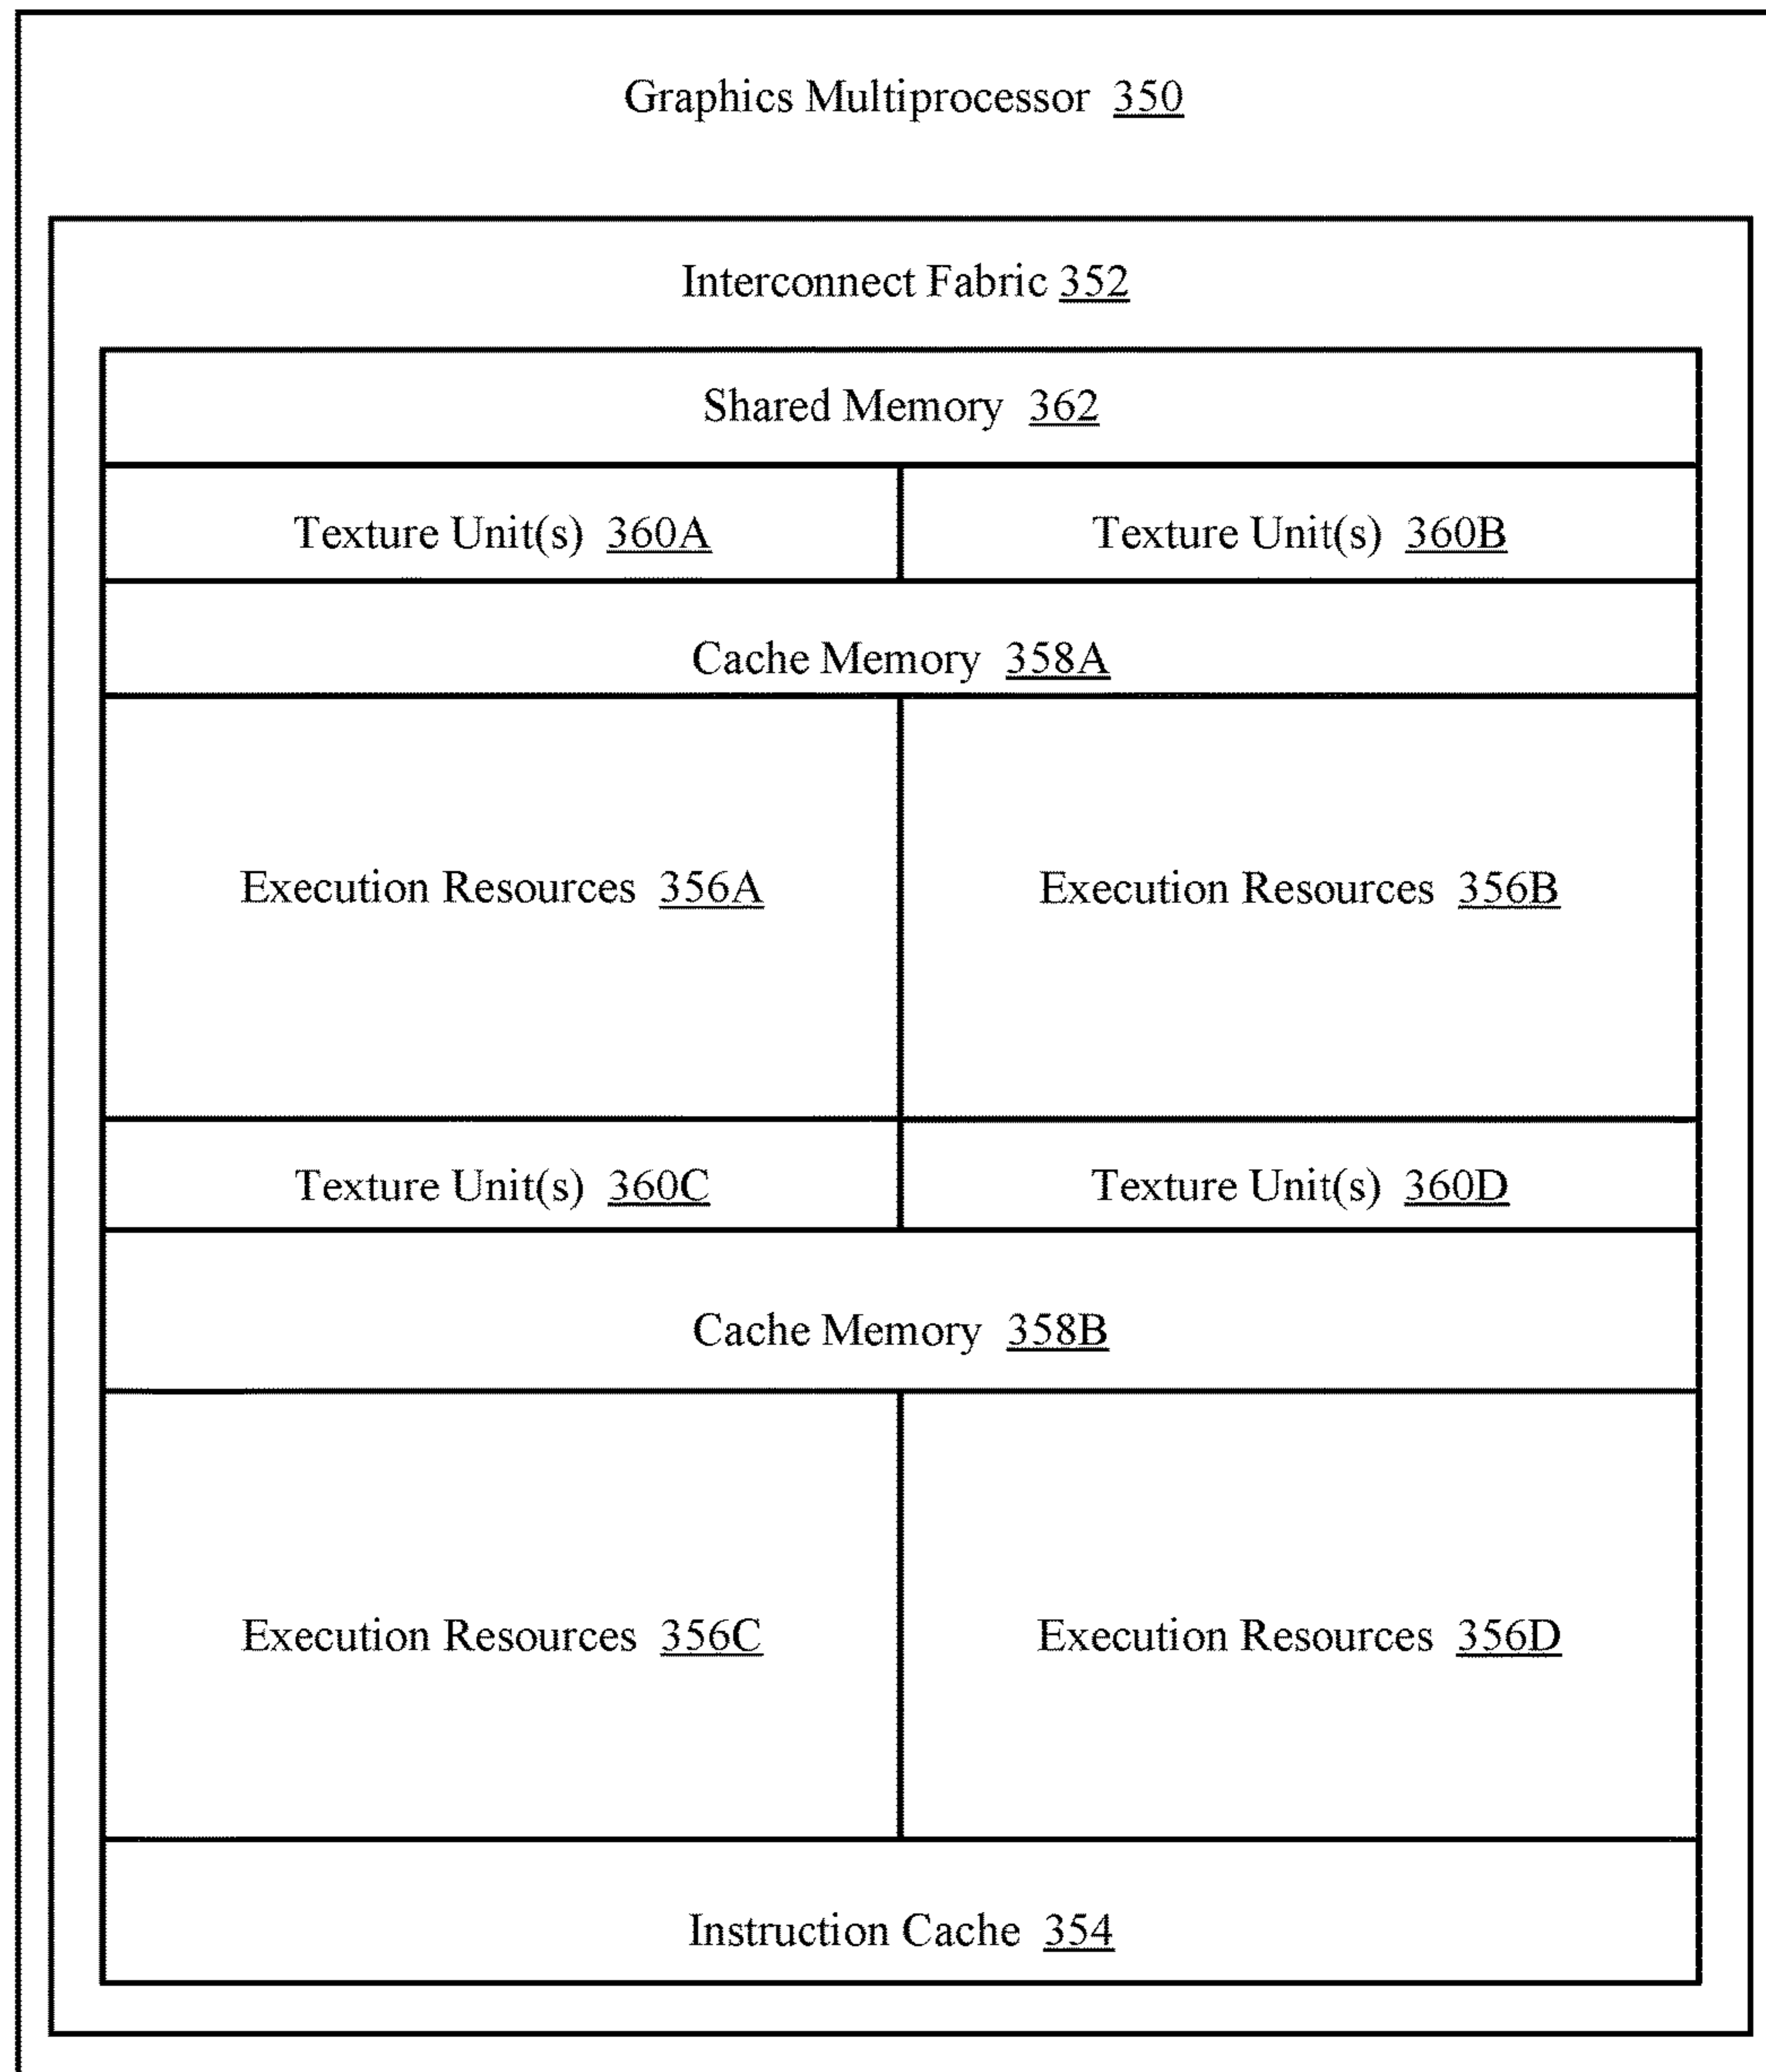 Graphics Multiprocessor 350
Interconnect Fabric 352
Shared Memory 362
Texture Unit(s) 360A
Texture Unit(s) 360B
Cache Memory 358A
Execution Resources 356A
Execution Resources 356B
Texture Unit(s) 360C
Texture Unit(s) 360D
Cache Memory 358B
Execution Resources 356C
Execution Resources 356D
Instruction Cache 354